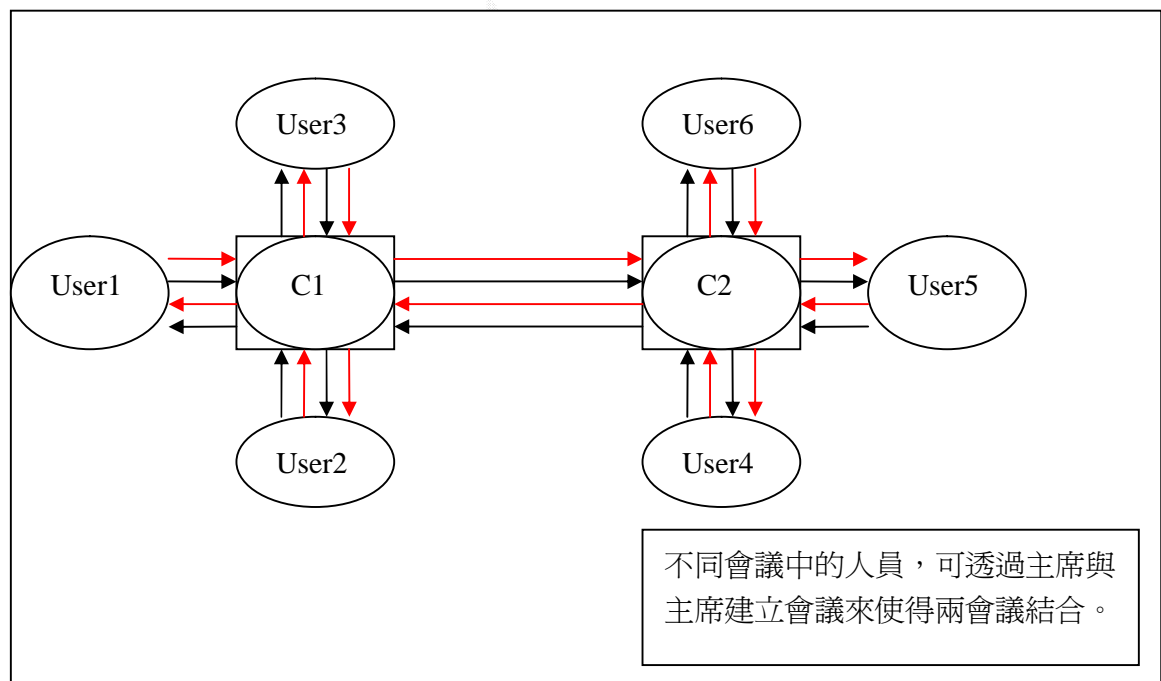 User3
User6
User1
C1
C2
User5
User2
User4
不同會議中的人員，可透過主席與
主席建立會議來使得兩會議結合。